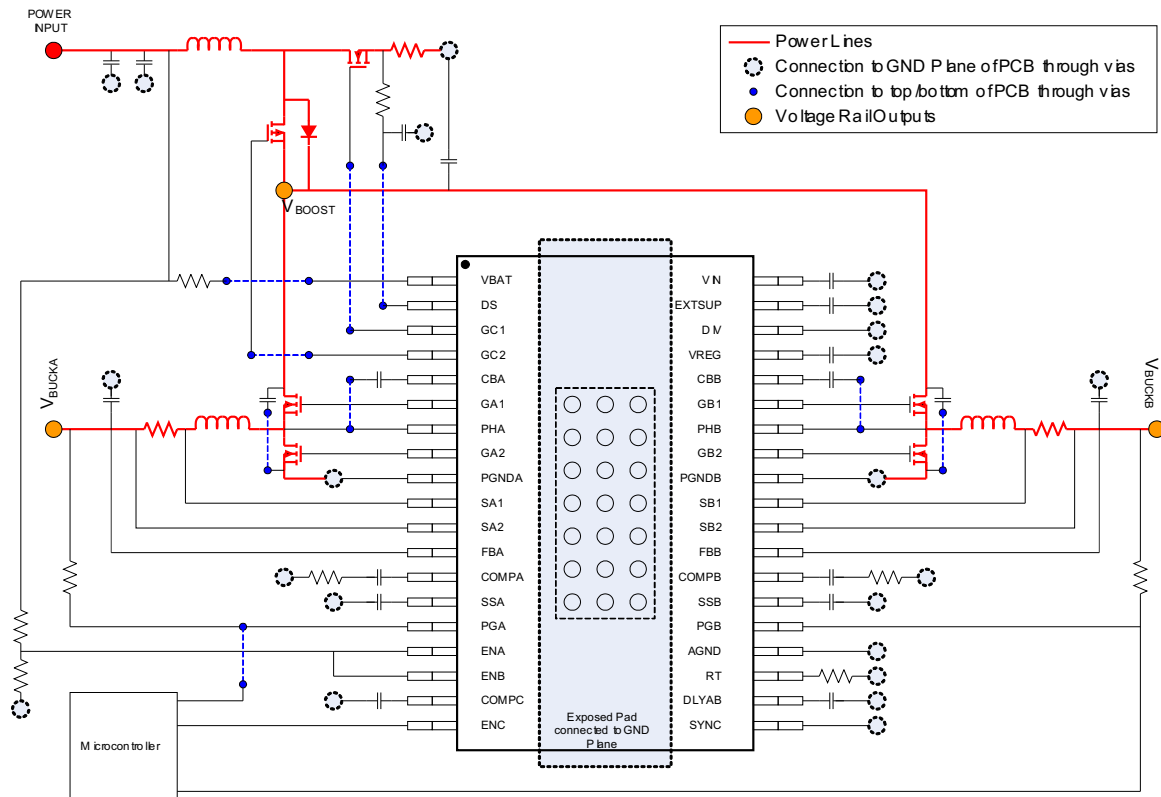 POWER
INPUT
Power Lines
Connection to GND Plane of PCB through vias
Connection to top/bottom of PCB through vias
Voltage Rail Outputs
VBOOST
VBUCKA
VBUCKB
VBAT
DS
GC1
GC2
CBA
GA1
PHA
GA2
PGNDA
SA1
SA2
FBA
COMPA
SSA
PGA
ENA
ENB
COMPC
ENC
VIN
EXTSUP
DIV
VREG
CBB
GB1
PHB
GB2
PGNDB
SB1
SB2
FBB
COMPB
SSB
PGB
AGND
RT
DLYAB
SYNC
Exposed Pad
connected to GND
Plane
Microcontroller